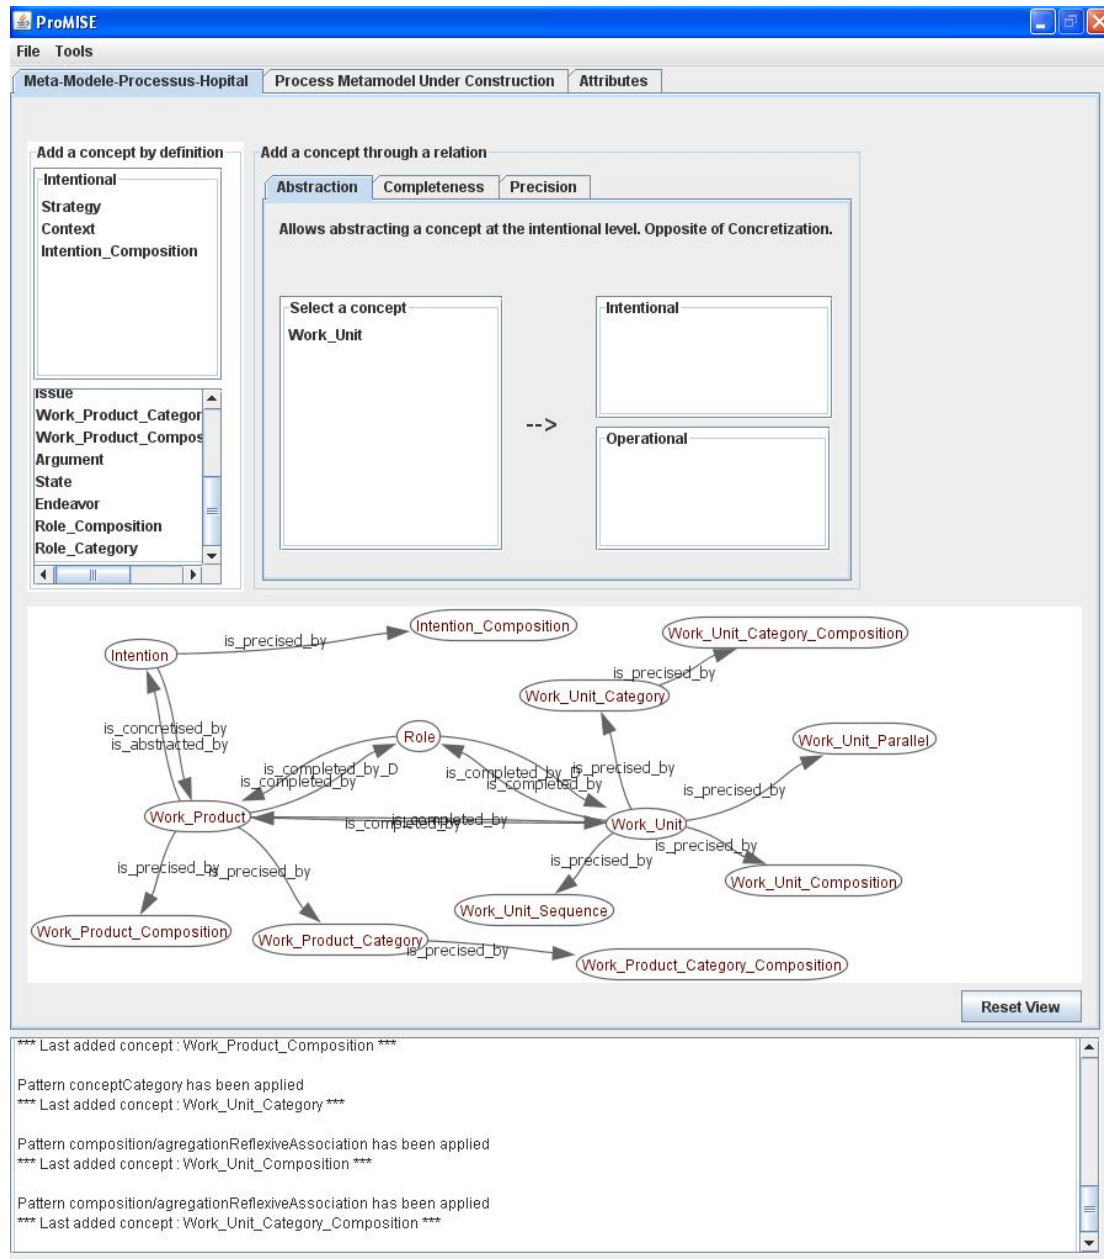 ProMISE
File Tools
Meta-Modele-Processus-Hopital Process Metamodel Under Construction Attributes
Add a concept by definition
Intentional
Strategy
Context
Intention_Composition
Issue
Work_Product_Categor
Work_Product_Compos
Argument
State
Endeavor
Role_Composition
Role_Category
Add a concept through a relation
Abstraction Completeness Precision
Allows abstracting a concept at the intentional level. Opposite of Concretization.
Select a concept
Work_Unit
-->
Intentional
Operational
Intention_Composition
is_precised_by
Work_Unit_Category_Composition
Intention
is_precised_by
Work_Unit_Category
is_concretised_by
is_abstracted_by
Role
Work_Unit_Parallel
is_completed_by_D
is_completed_by
is_completed_by_D
is_completed_by
is_precised_by
is_precised_by
Work_Product
is_completed_by
is_completed_by
Work_Unit
is_precised_by
is_precised_by
is_precised_by
is_precised_by
Work_Unit_Composition
Work_Unit_Sequence
Work_Product_Composition
Work_Product_Category
is_precised_by
Work_Product_Category_Composition
Reset View
*** Last added concept : Work_Product_Composition ***
Pattern conceptCategory has been applied
*** Last added concept : Work_Unit_Category ***
Pattern composition/agregationReflexiveAssociation has been applied
*** Last added concept : Work_Unit_Composition ***
Pattern composition/agregationReflexiveAssociation has been applied
*** Last added concept : Work_Unit_Category_Composition ***